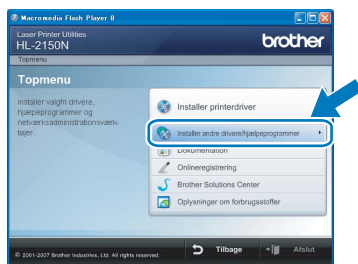 Macromedia Flash Player 8
Laser Printer Utilities
HL-2150N
brother
Topmenu
Topmenu
Installer valgfri drivere,
hjælpeprogrammer og
netværksadministrationsværk-
tøjer.
Installer printerdriver
Installer andre drivere/hjælpeprogrammer
Dokumentation
Onlineregistrering
Brother Solutions Center
Oplysninger om forbrugsstoffer
© 2001-2007 Brother Industries, Ltd. All rights reserved.
Tilbage
Afslut